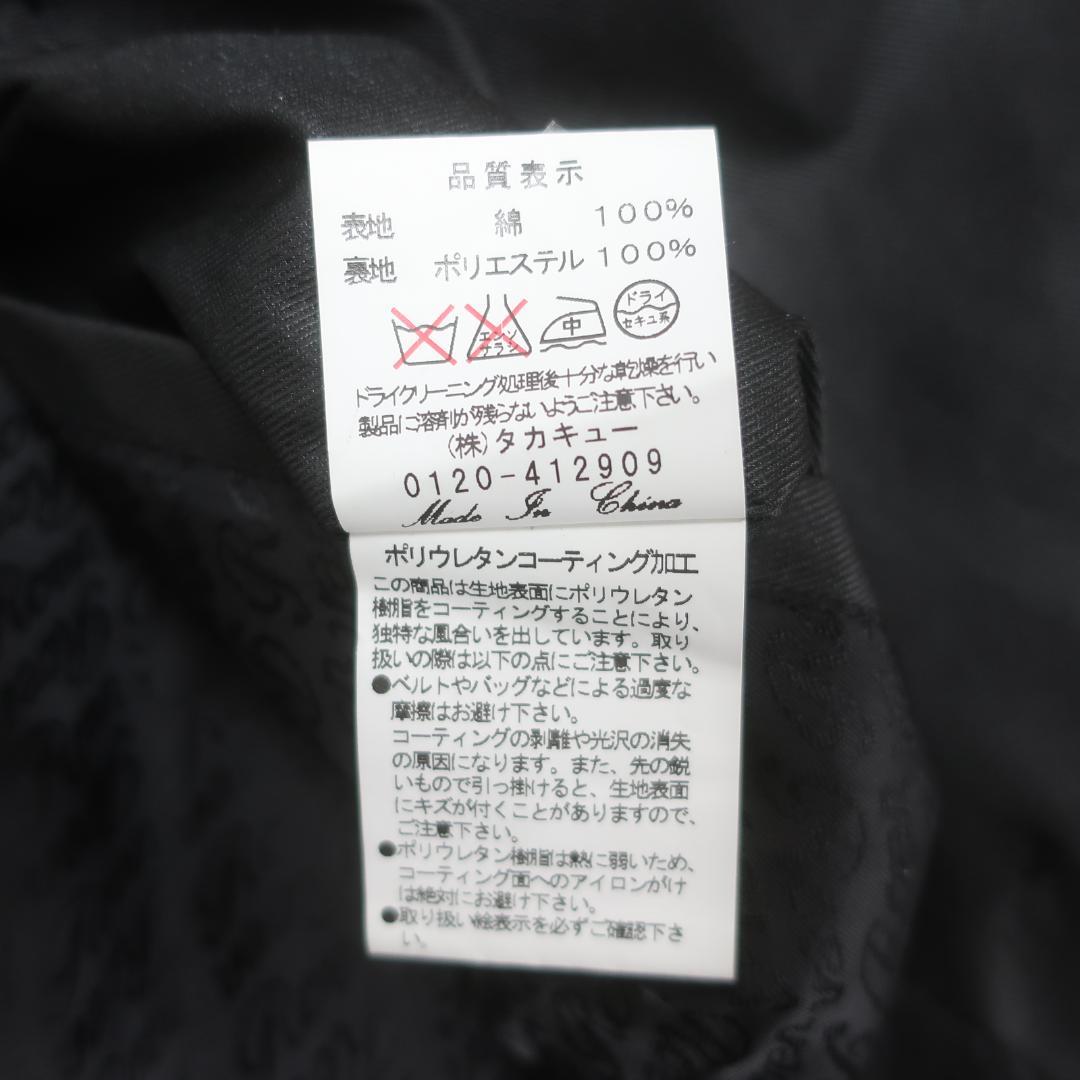 品質表示
表地 綿 100%
裏地 ポリエステル 100%
エンソ
サラシ
中
ドライ
セキユ系
ドライクリーニング処理後十分な乾燥を行い
製品に溶剤が残らないようご注意下さい。
(株)タカキュー
0120-412909
Made In China
ポリウレタンコーティング加工
この商品は生地表面にポリウレタン
樹脂をコーティングすることにより、
独特な風合いを出しています。取り
扱いの際は以下の点にご注意下さい。
●ベルトやバッグなどによる過度な
摩擦はお避け下さい。
コーティングの剥離や光沢の消失
の原因になります。また、先の鋭
いもので引っ掛けると、生地表面
にキズが付くことがありますので、
ご注意下さい。
●ポリウレタン樹脂は熱に弱いため、
コーティング面へのアイロンがけ
は絶対にお避け下さい。
●取り扱い絵表示を必ずご確認下さ
い。